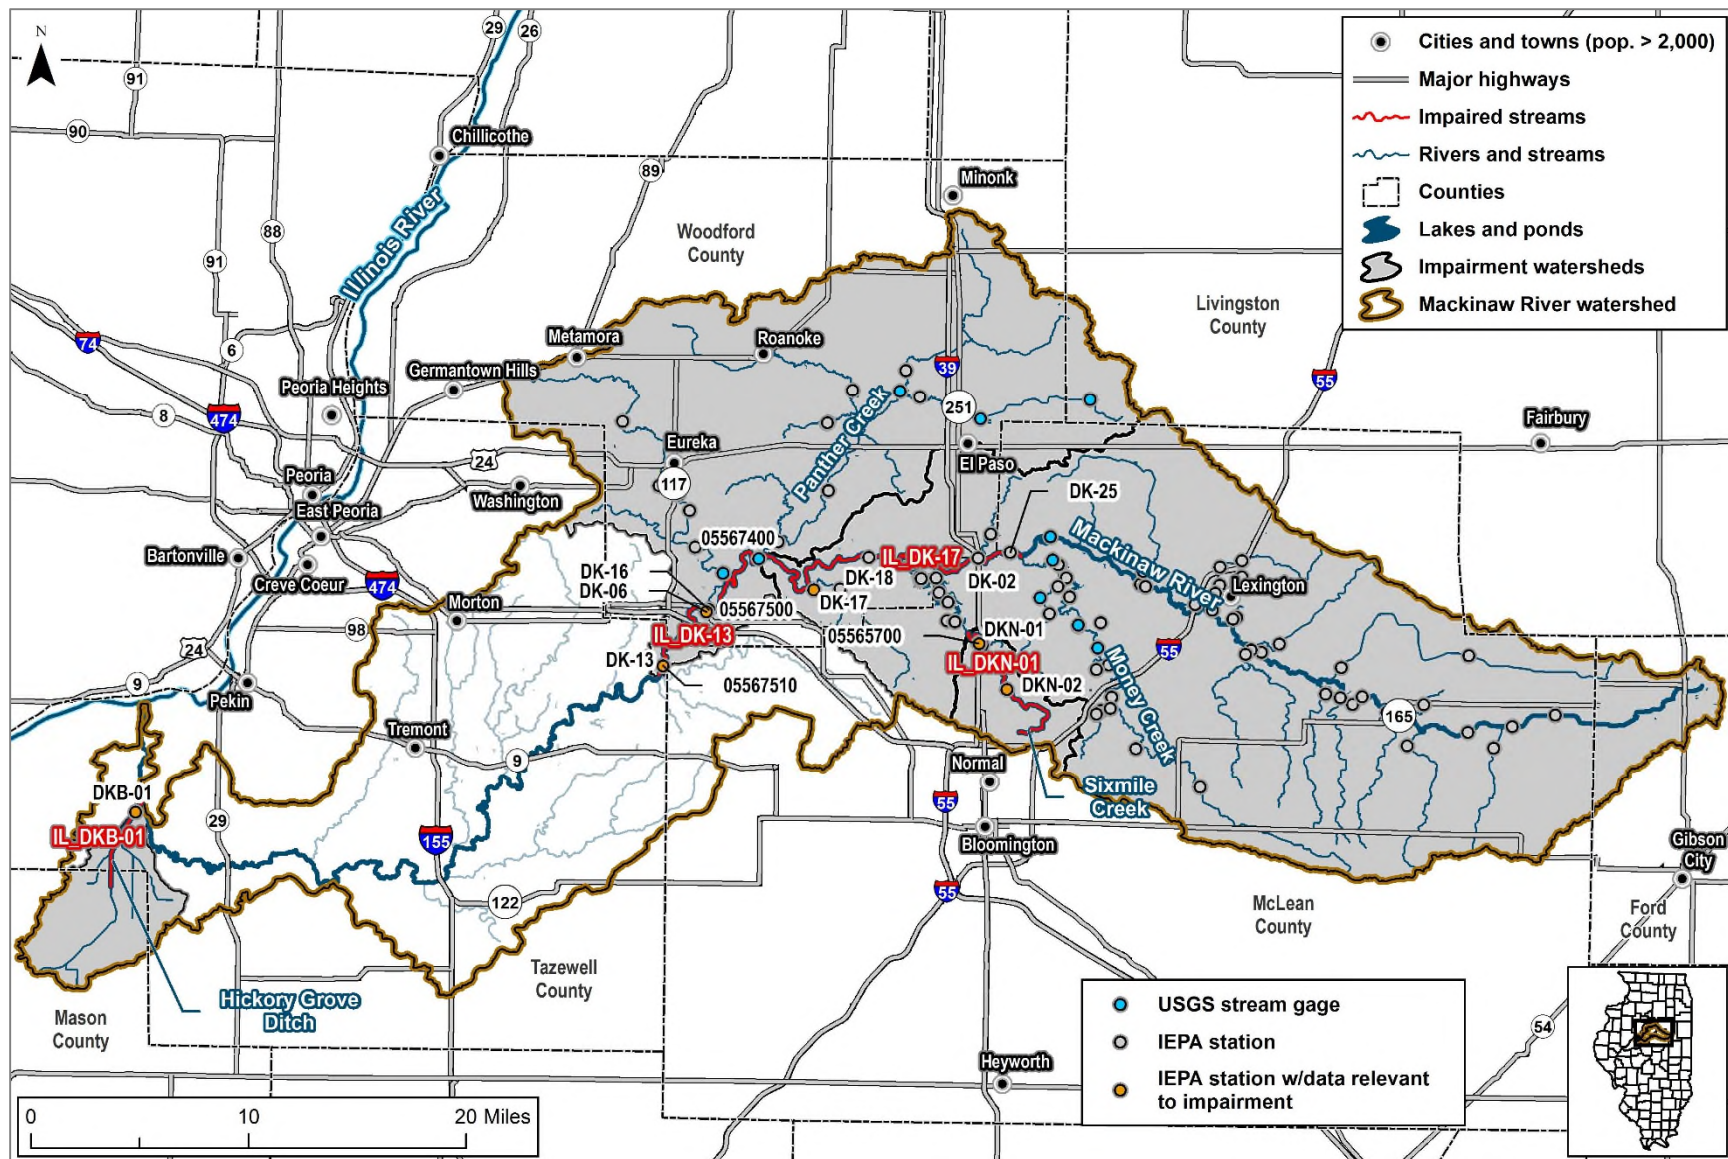 N
29
26
91
90
Chillicothe
89
Minonk
88
Illinois River
Woodford
County
91
Livingston
County
74
6
Metamora
Roanoke
Germantown Hills
Peoria Heights
39
55
8
474
251
Fairbury
Panther Creek
Eureka
El Paso
24
117
Peoria
Washington
DK-25
East Peoria
Mackinaw River
05567400
IL_DK-17
Bartonville
DK-16
DK-18
DK-02
Lexington
Creve Coeur
474
DK-06
DK-17
Morton
05567500
98
IL_DK-13
05565700
DKN-01
24
DK-13
IL_DKN-01
55
Money Creek
9
05567510
DKN-02
Pekin
165
Tremont
9
Normal
Sixmile
Creek
DKB-01
55
29
IL_DKB-01
155
Bloomington
Gibson
City
55
122
McLean
County
Ford
County
Tazewell
County
Hickory Grove
Ditch
Mason
County
54
Heyworth
Cities and towns (pop. > 2,000)
Major highways
Impaired streams
Rivers and streams
Counties
Lakes and ponds
Impairment watersheds
Mackinaw River watershed
USGS stream gage
IEPA station
IEPA station w/data relevant
to impairment
0 10 20 Miles